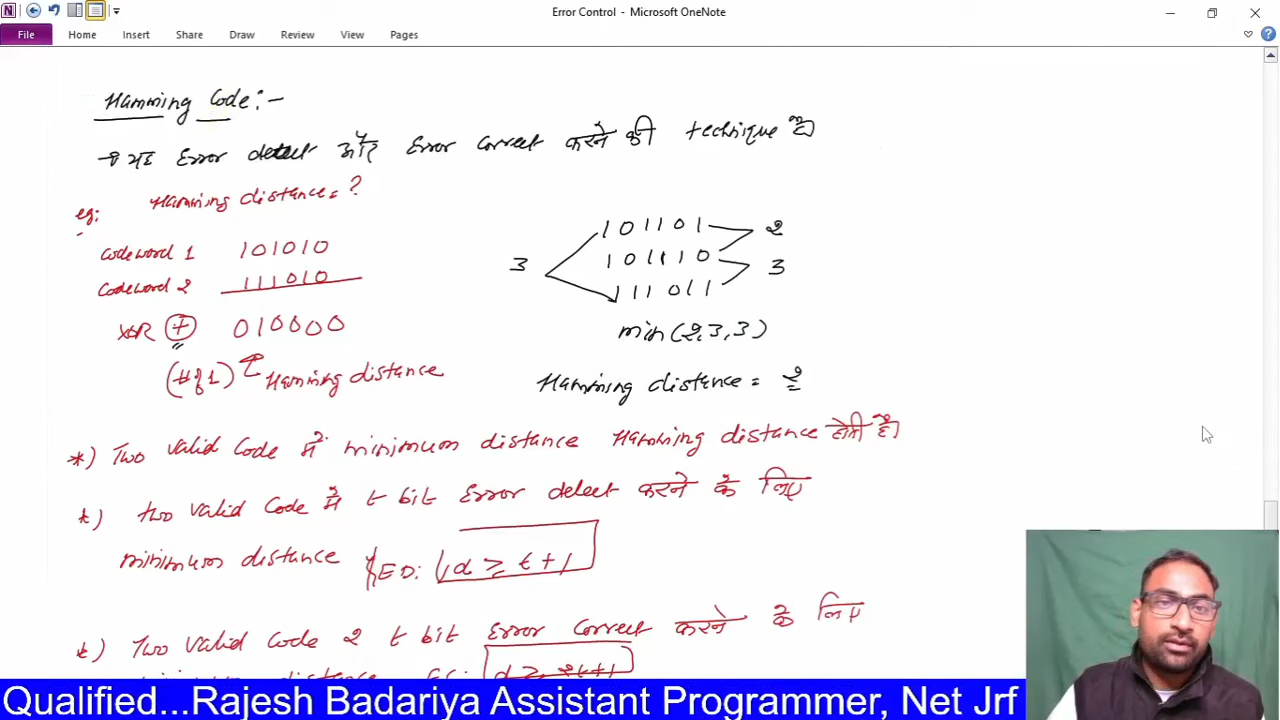 Error Control - Microsoft OneNote
File Home Insert Share Draw Review View Pages
Hamming Code:-
→ यह Error detect और Error correct करने की technique है
Hamming distance = ?
eg:
Codeword 1 101010
Codeword 2 111010
XOR + 010000
(# of 1) Hamming distance
101101
2
3
101110
3
111011
min(2,3,3)
Hamming distance = 2
*) Two valid Code में minimum distance Hamming distance होती है
*) two valid Code में t bit Error detect करने के लिए
minimum distance ED: d ≥ t+1
*) Two valid Code 2 t bit Error Correct करने के लिए
d ≥ 2t+1
Qualified...Rajesh Badariya Assistant Programmer, Net Jrf